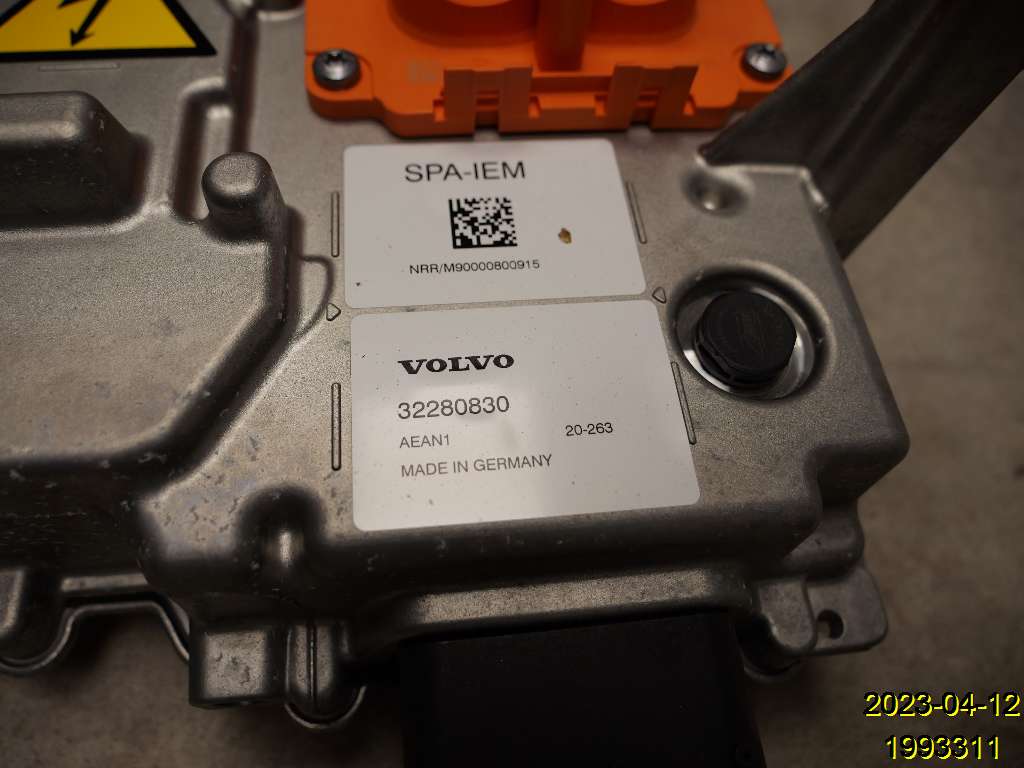 SPA-IEM
NRR/M90000800915
VOLVO
32280830
AEAN1
20-263
MADE IN GERMANY
2023-04-12
1993311